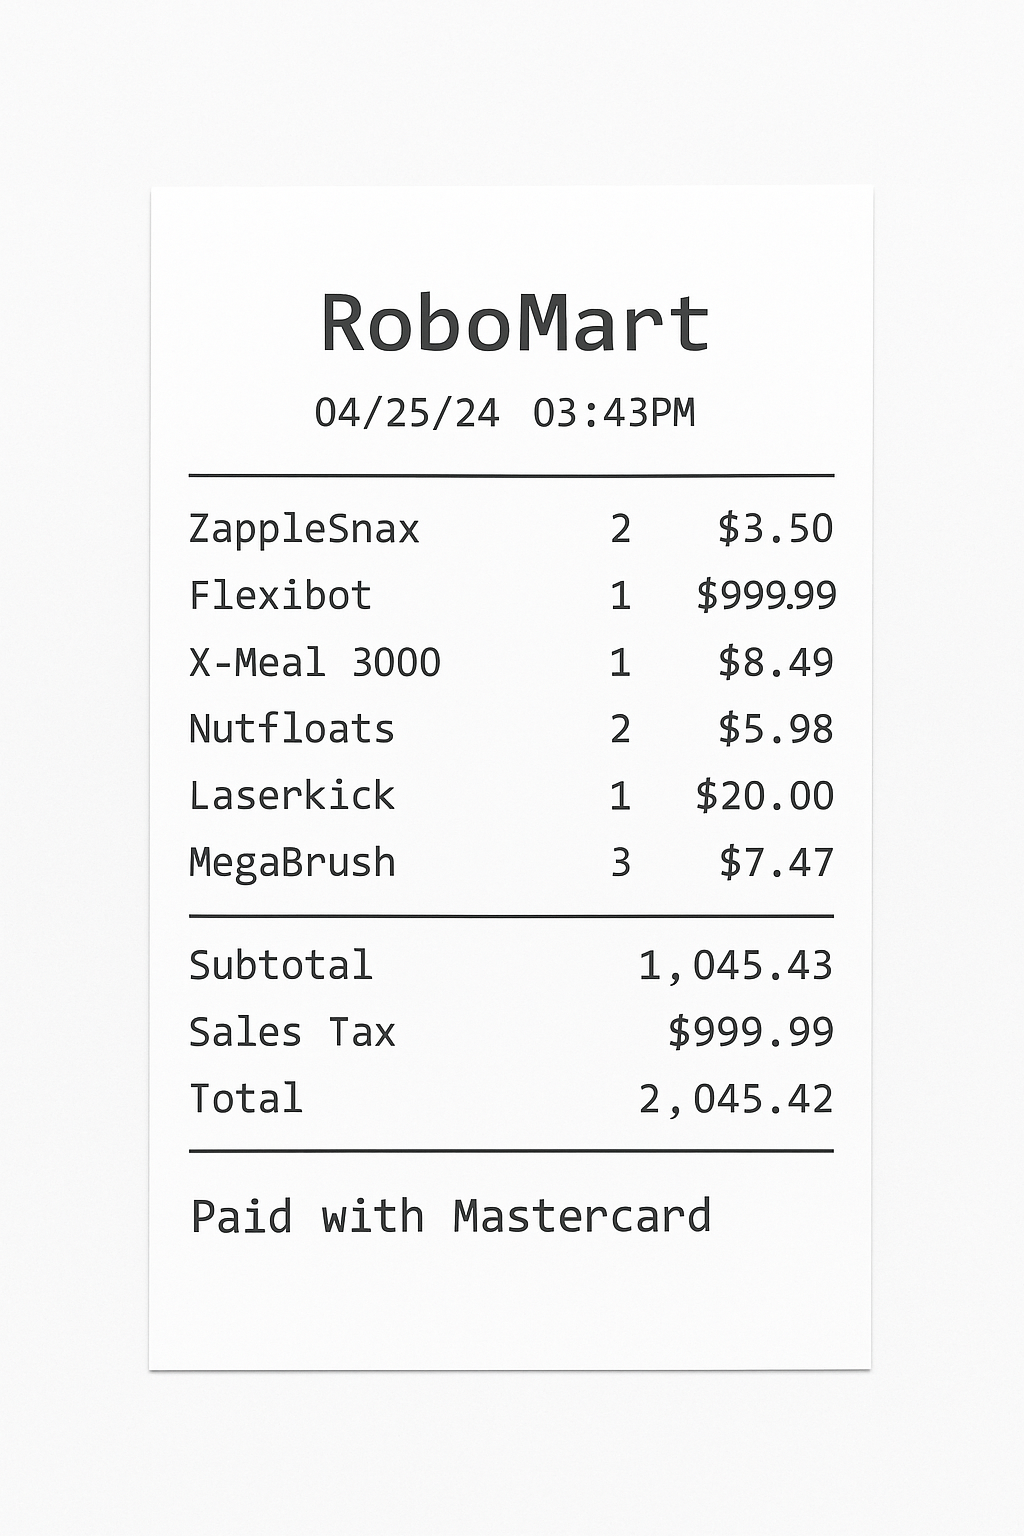 RoboMart
04/25/24 03:43PM
ZappleSnax 2 $3.50
Flexibot 1 $999.99
X-Meal 3000 1 $8.49
Nutfloats 2 $5.98
Laserkick 1 $20.00
MegaBrush 3 $7.47
Subtotal 1,045.43
Sales Tax $999.99
Total 2,045.42
Paid with Mastercard